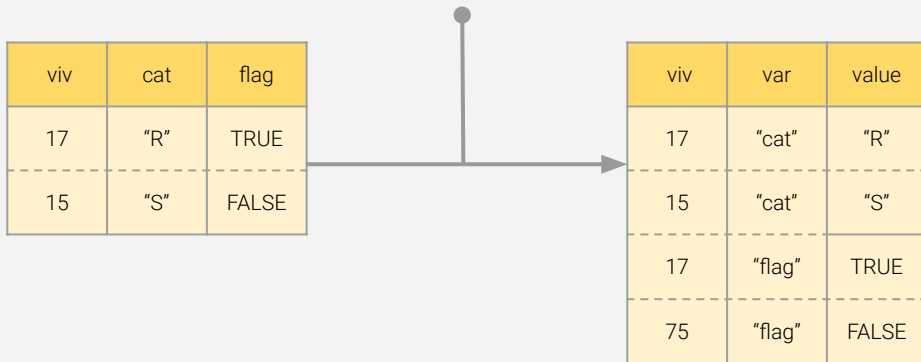 viv cat flag
17 “R” TRUE
15 “S” FALSE
viv var value
17 “cat” “R”
15 “cat” “S”
17 “flag” TRUE
75 “flag” FALSE